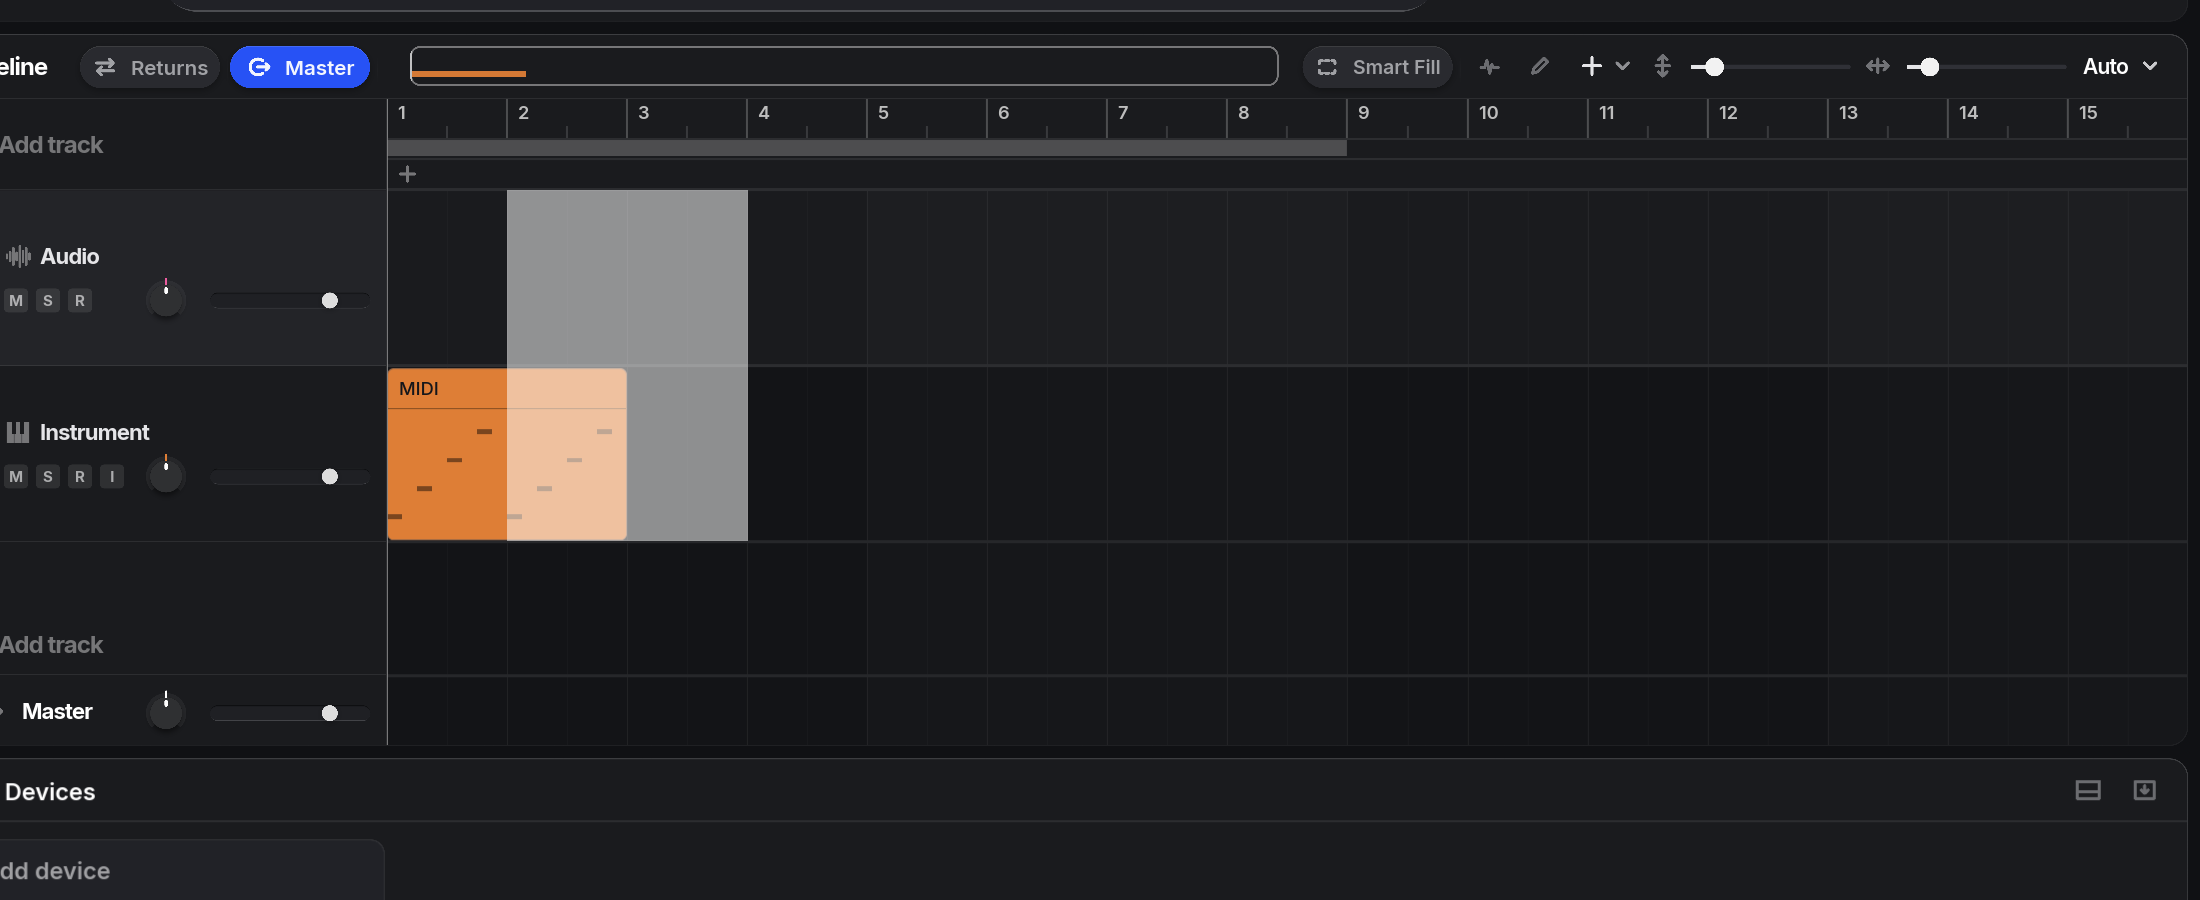 eline Returns Master Smart Fill Auto
1 2 3 4 5 6 7 8 9 10 11 12 13 14 15
Add track
Audio
M S R
MIDI
Instrument
M S R I
Add track
Master
Devices
dd device